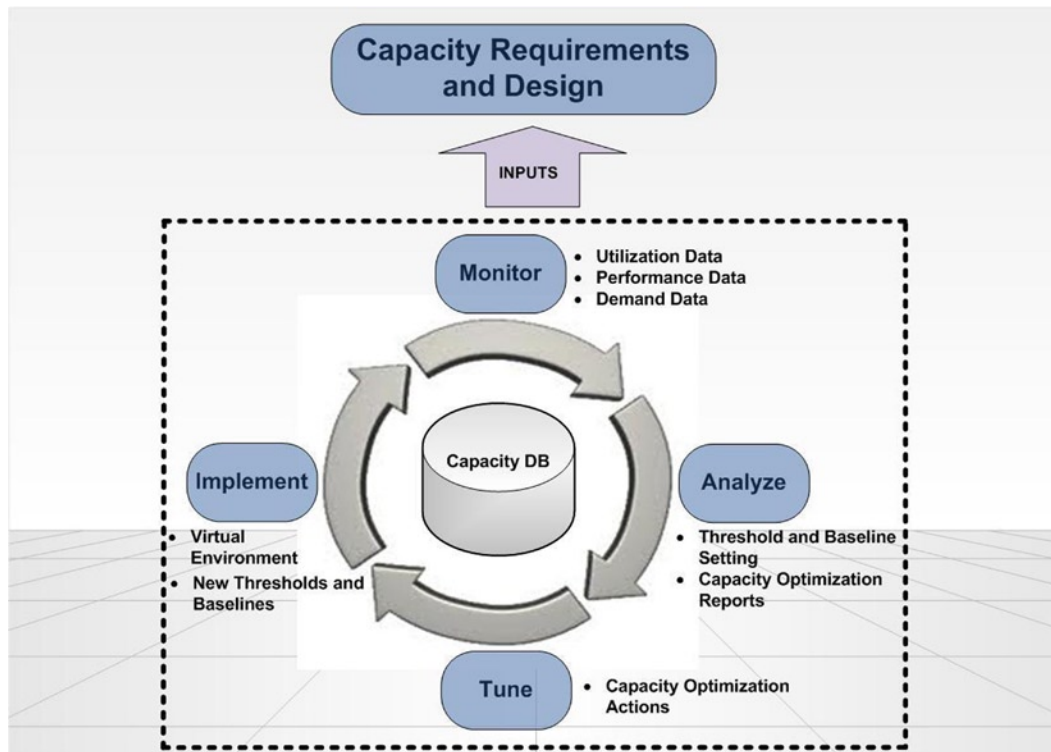 Capacity Requirements
and Design
INPUTS
Monitor
• Utilization Data
• Performance Data
• Demand Data
Capacity DB
Implement
• Virtual
Environment
• New Thresholds and
Baselines
Analyze
• Threshold and Baseline
Setting
• Capacity Optimization
Reports
Tune
• Capacity Optimization
Actions